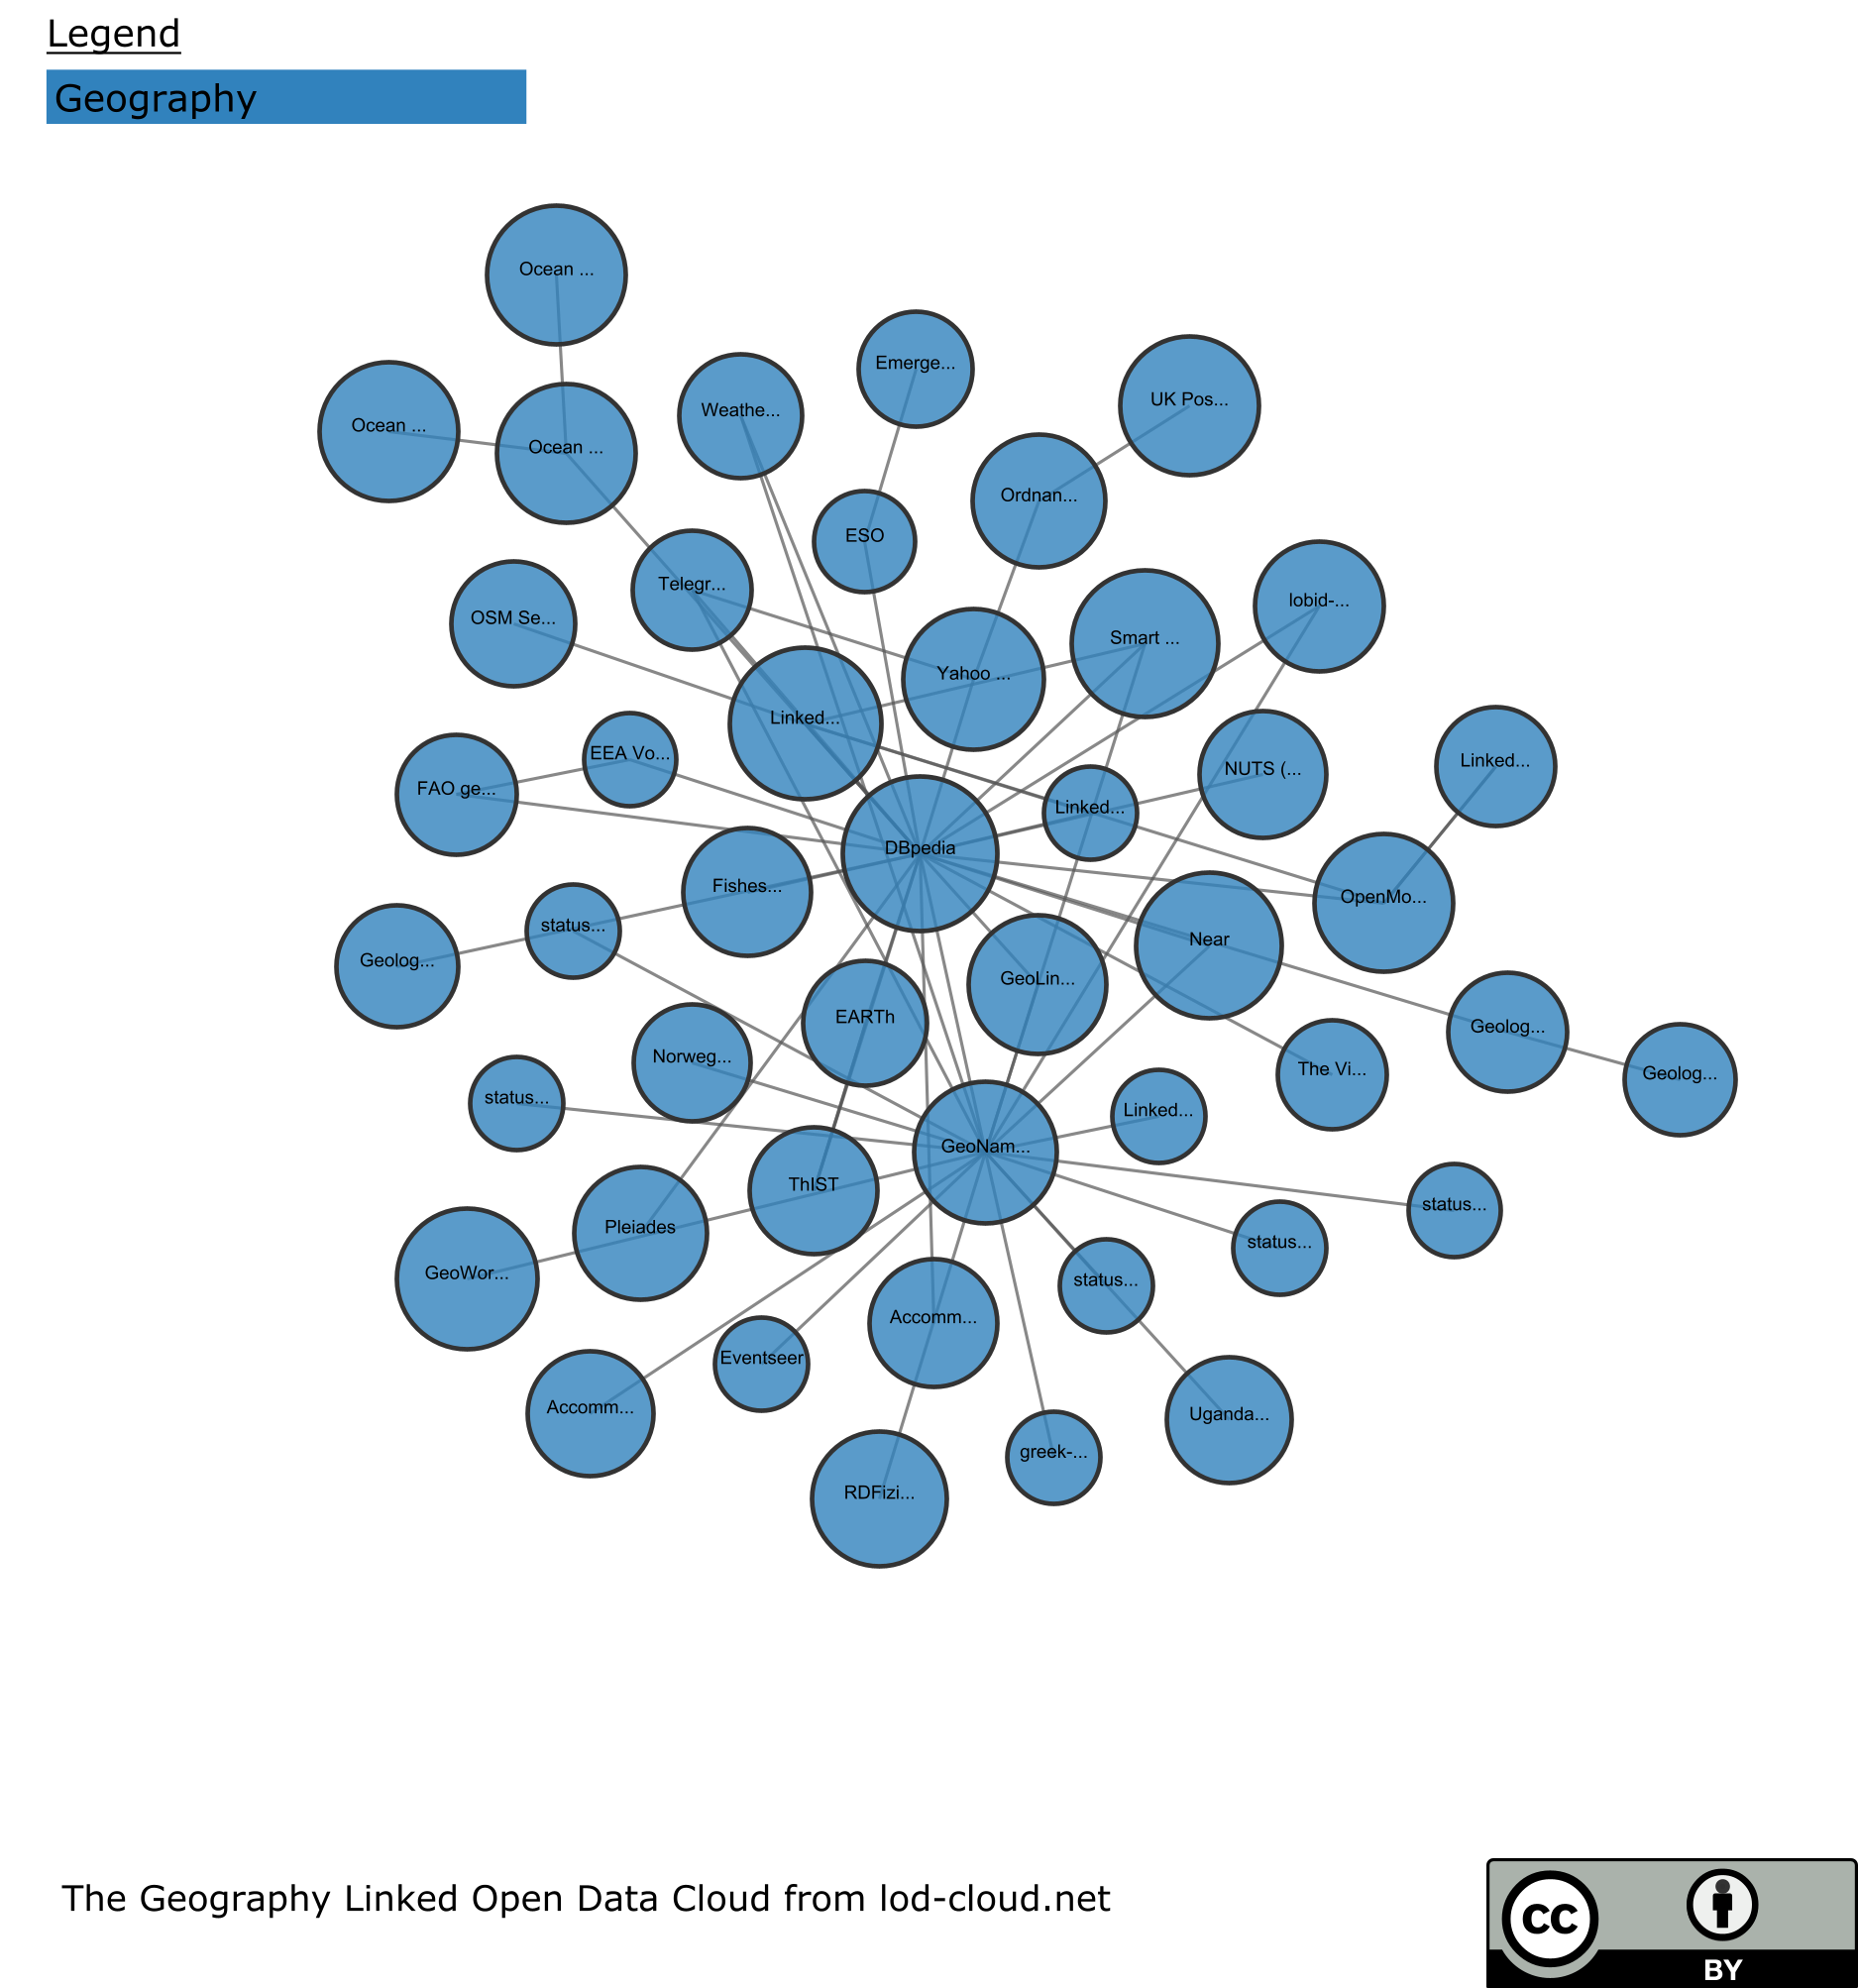 Legend
Geography
Ocean ...
Emerge...
UK Pos...
Weathe...
Ocean ...
Ocean ...
Ordnan...
ESO
Telegr...
lobid-...
OSM Se...
Smart ...
Yahoo ...
Linked...
EEA Vo...
Linked...
NUTS (...
FAO ge...
Linked...
DBpedia
Fishes...
OpenMo...
status...
Near
Geolog...
GeoLin...
EARTh
Geolog...
Norweg...
The Vi...
Geolog...
status...
Linked...
GeoNam...
ThIST
status...
Pleiades
status...
GeoWor...
status...
Accomm...
Eventseer
Accomm...
Uganda...
greek-...
RDFizi...
The Geography Linked Open Data Cloud from lod-cloud.net
cc
BY